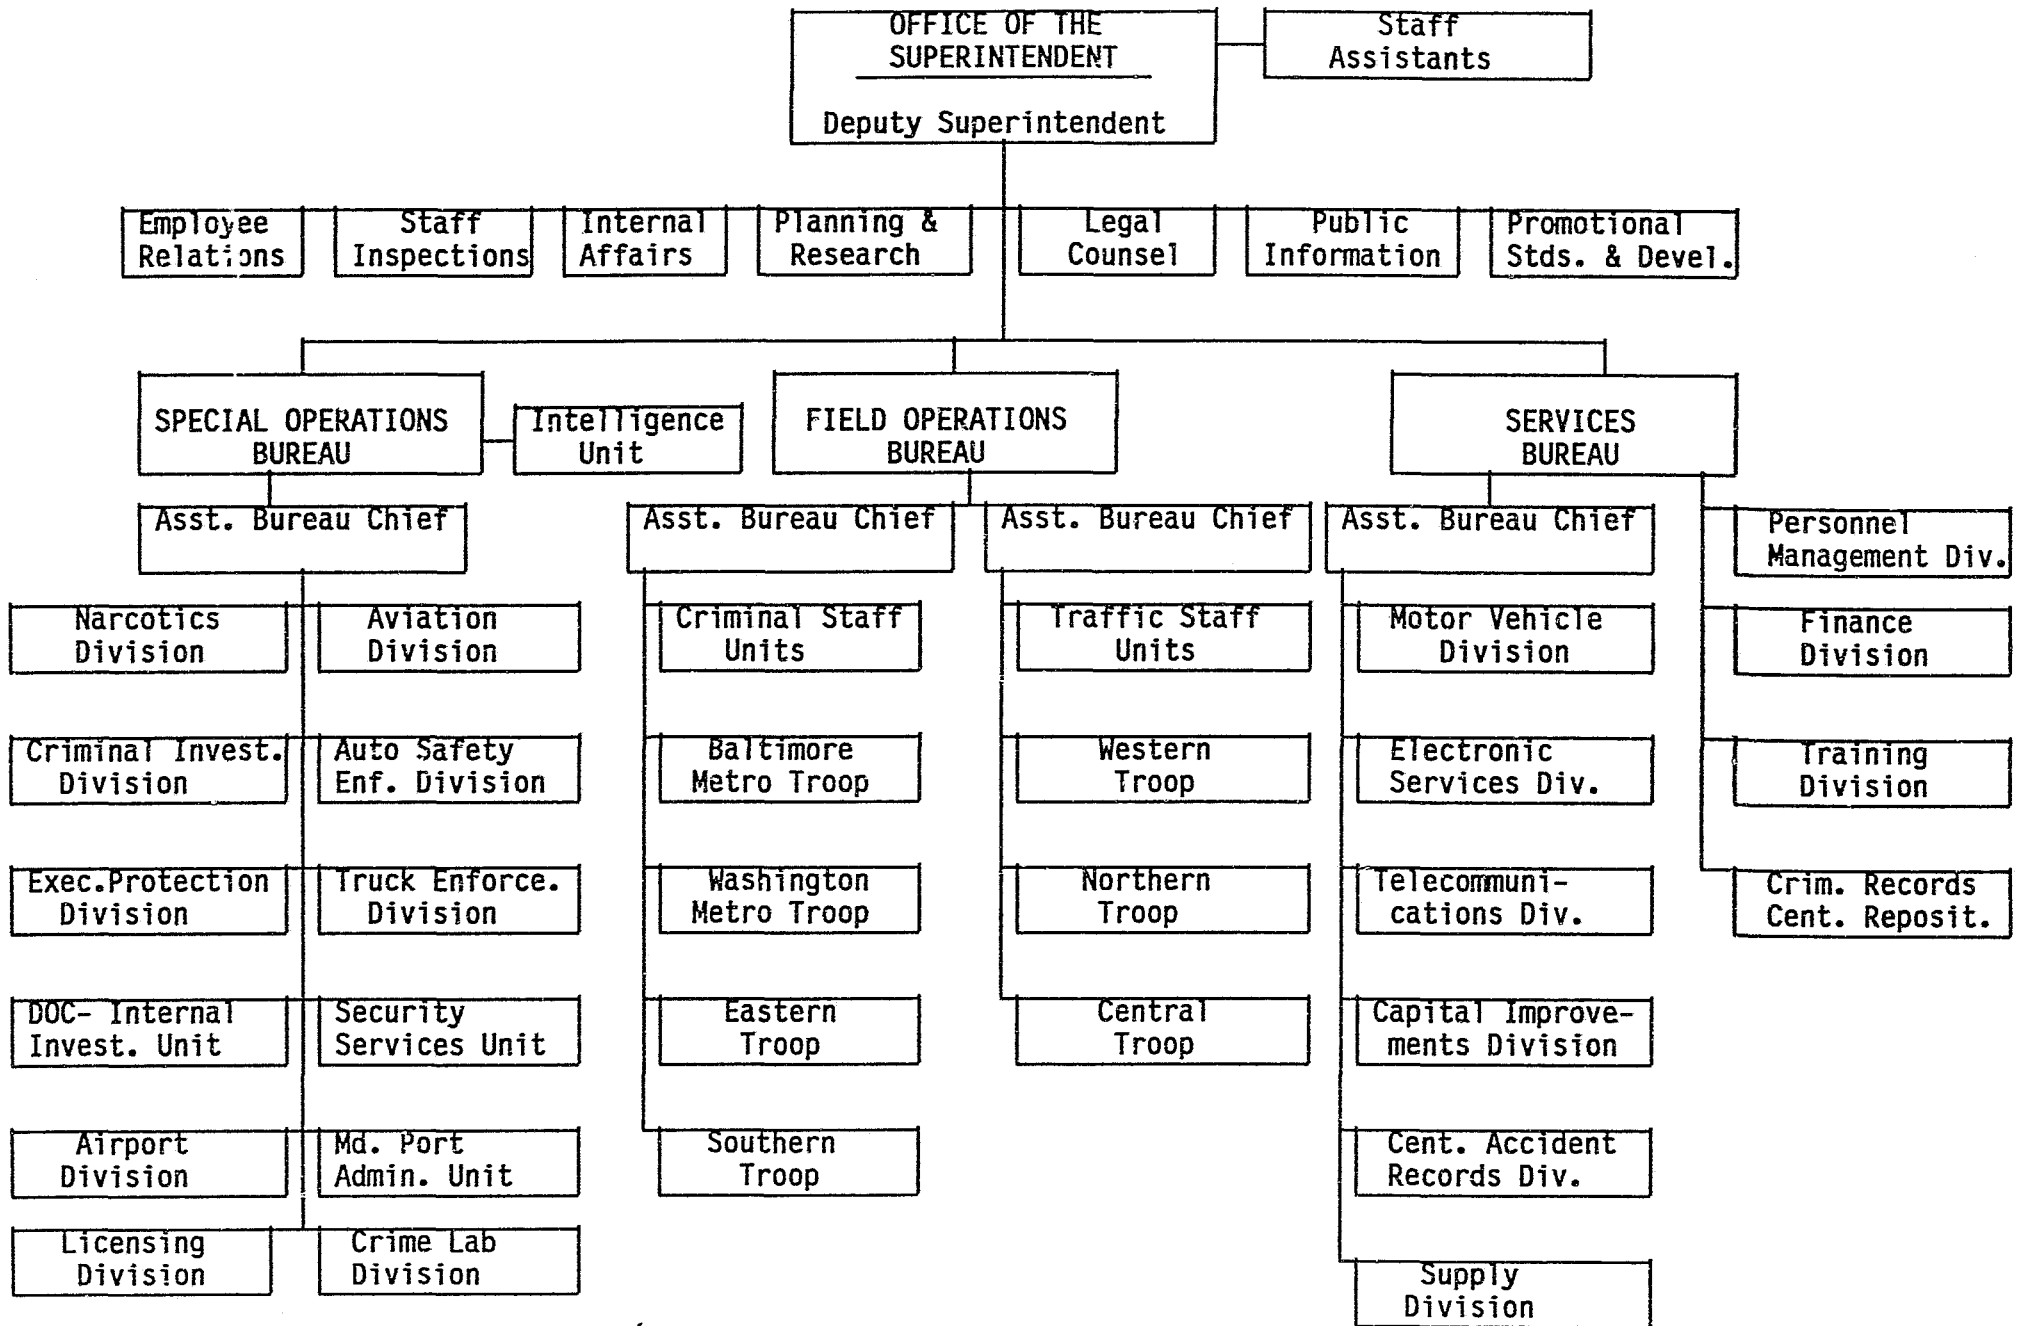 OFFICE OF THE
SUPERINTENDENT
Deputy Superintendent
Staff
Assistants
Employee
Relations
Staff
Inspections
Internal
Affairs
Planning &
Research
Legal
Counsel
Public
Information
Promotional
Stds. & Devel.
SPECIAL OPERATIONS
BUREAU
Intelligence
Unit
FIELD OPERATIONS
BUREAU
SERVICES
BUREAU
Asst. Bureau Chief
Asst. Bureau Chief
Asst. Bureau Chief
Asst. Bureau Chief
Personnel
Management Div.
Narcotics
Division
Aviation
Division
Criminal Staff
Units
Traffic Staff
Units
Motor Vehicle
Division
Finance
Division
Criminal Invest.
Division
Auto Safety
Enf. Division
Baltimore
Metro Troop
Western
Troop
Electronic
Services Div.
Training
Division
Exec.Protection
Division
Truck Enforce.
Division
Washington
Metro Troop
Northern
Troop
Telecommuni-
cations Div.
Crim. Records
Cent. Reposit.
DOC- Internal
Invest. Unit
Security
Services Unit
Eastern
Troop
Central
Troop
Capital Improve-
ments Division
Airport
Division
Md. Port
Admin. Unit
Southern
Troop
Cent. Accident
Records Div.
Licensing
Division
Crime Lab
Division
Supply
Division